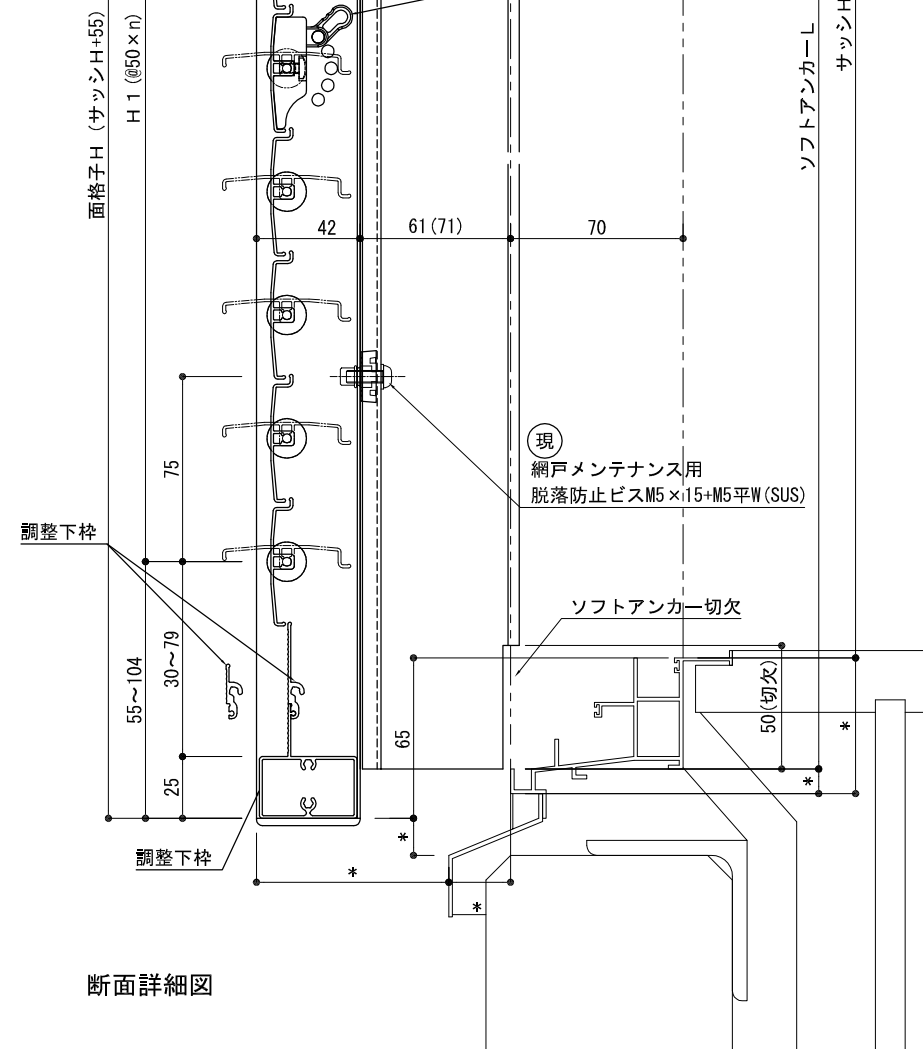 面格子H（サッシH+55）
H1（@50×n）
ソフトアンカーL
サッシH
42
61(71)
70
75
現
網戸メンテナンス用
脱落防止ビスM5×15+M5平W(SUS)
調整下枠
ソフトアンカー切欠
55～104
30～79
65
50(切欠)
*
25
*
*
調整下枠
*
*
断面詳細図